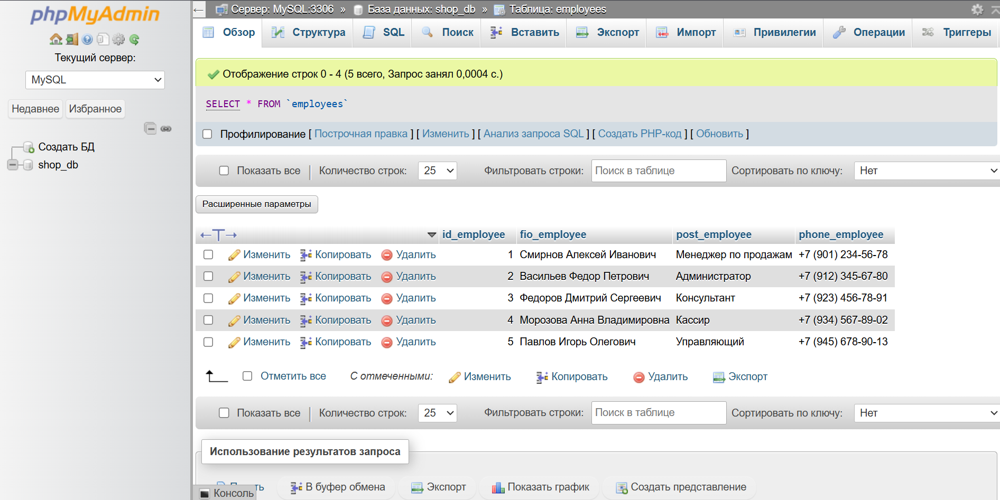 phpMyAdmin
Текущий сервер:
MySQL
Недавнее Избранное
Создать БД
shop_db
Сервер: MySQL:3306 » База данных: shop_db » Таблица: employees
Обзор Структура SQL Поиск Вставить Экспорт Импорт Привилегии Операции Триггеры
Отображение строк 0 - 4 (5 всего, Запрос занял 0,0004 с.)
SELECT * FROM `employees`
Профилирование [ Построчная правка ] [ Изменить ] [ Анализ запроса SQL ] [ Создать PHP-код ] [ Обновить ]
Показать все Количество строк: 25 Фильтровать строки: Поиск в таблице Сортировать по ключу: Нет
Расширенные параметры
id_employee fio_employee post_employee phone_employee
Изменить Копировать Удалить 1 Смирнов Алексей Иванович Менеджер по продажам +7 (901) 234-56-78
Изменить Копировать Удалить 2 Васильев Федор Петрович Администратор +7 (912) 345-67-80
Изменить Копировать Удалить 3 Федоров Дмитрий Сергеевич Консультант +7 (923) 456-78-91
Изменить Копировать Удалить 4 Морозова Анна Владимировна Кассир +7 (934) 567-89-02
Изменить Копировать Удалить 5 Павлов Игорь Олегович Управляющий +7 (945) 678-90-13
Отметить все С отмеченными: Изменить Копировать Удалить Экспорт
Показать все Количество строк: 25 Фильтровать строки: Поиск в таблице Сортировать по ключу: Нет
Использование результатов запроса
В буфер обмена Экспорт Показать график Создать представление
Консоль